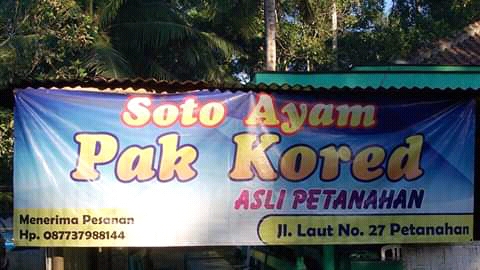 Soto Ayam
Pak Kored
ASLI PETANAHAN
Menerima Pesanan
Hp. 087737988144
Jl. Laut No. 27 Petanahan